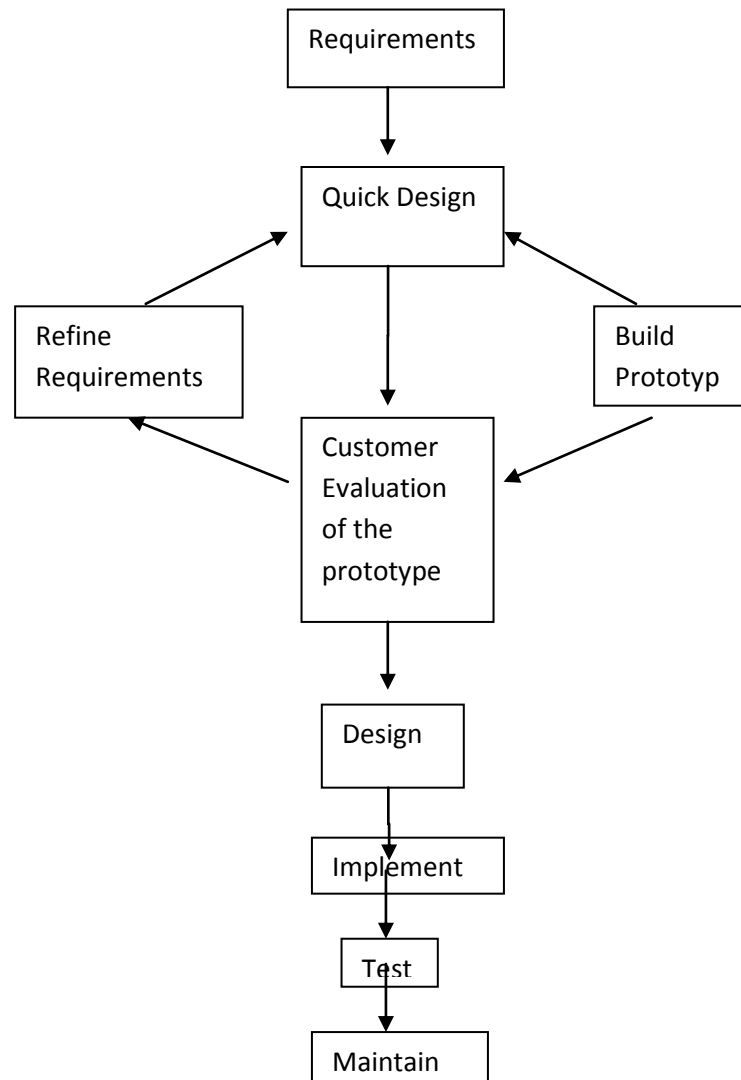 Requirements
Quick Design
Refine
Requirements
Build
Prototyp
Customer
Evaluation
of the
prototype
Design
Implement
Test
Maintain